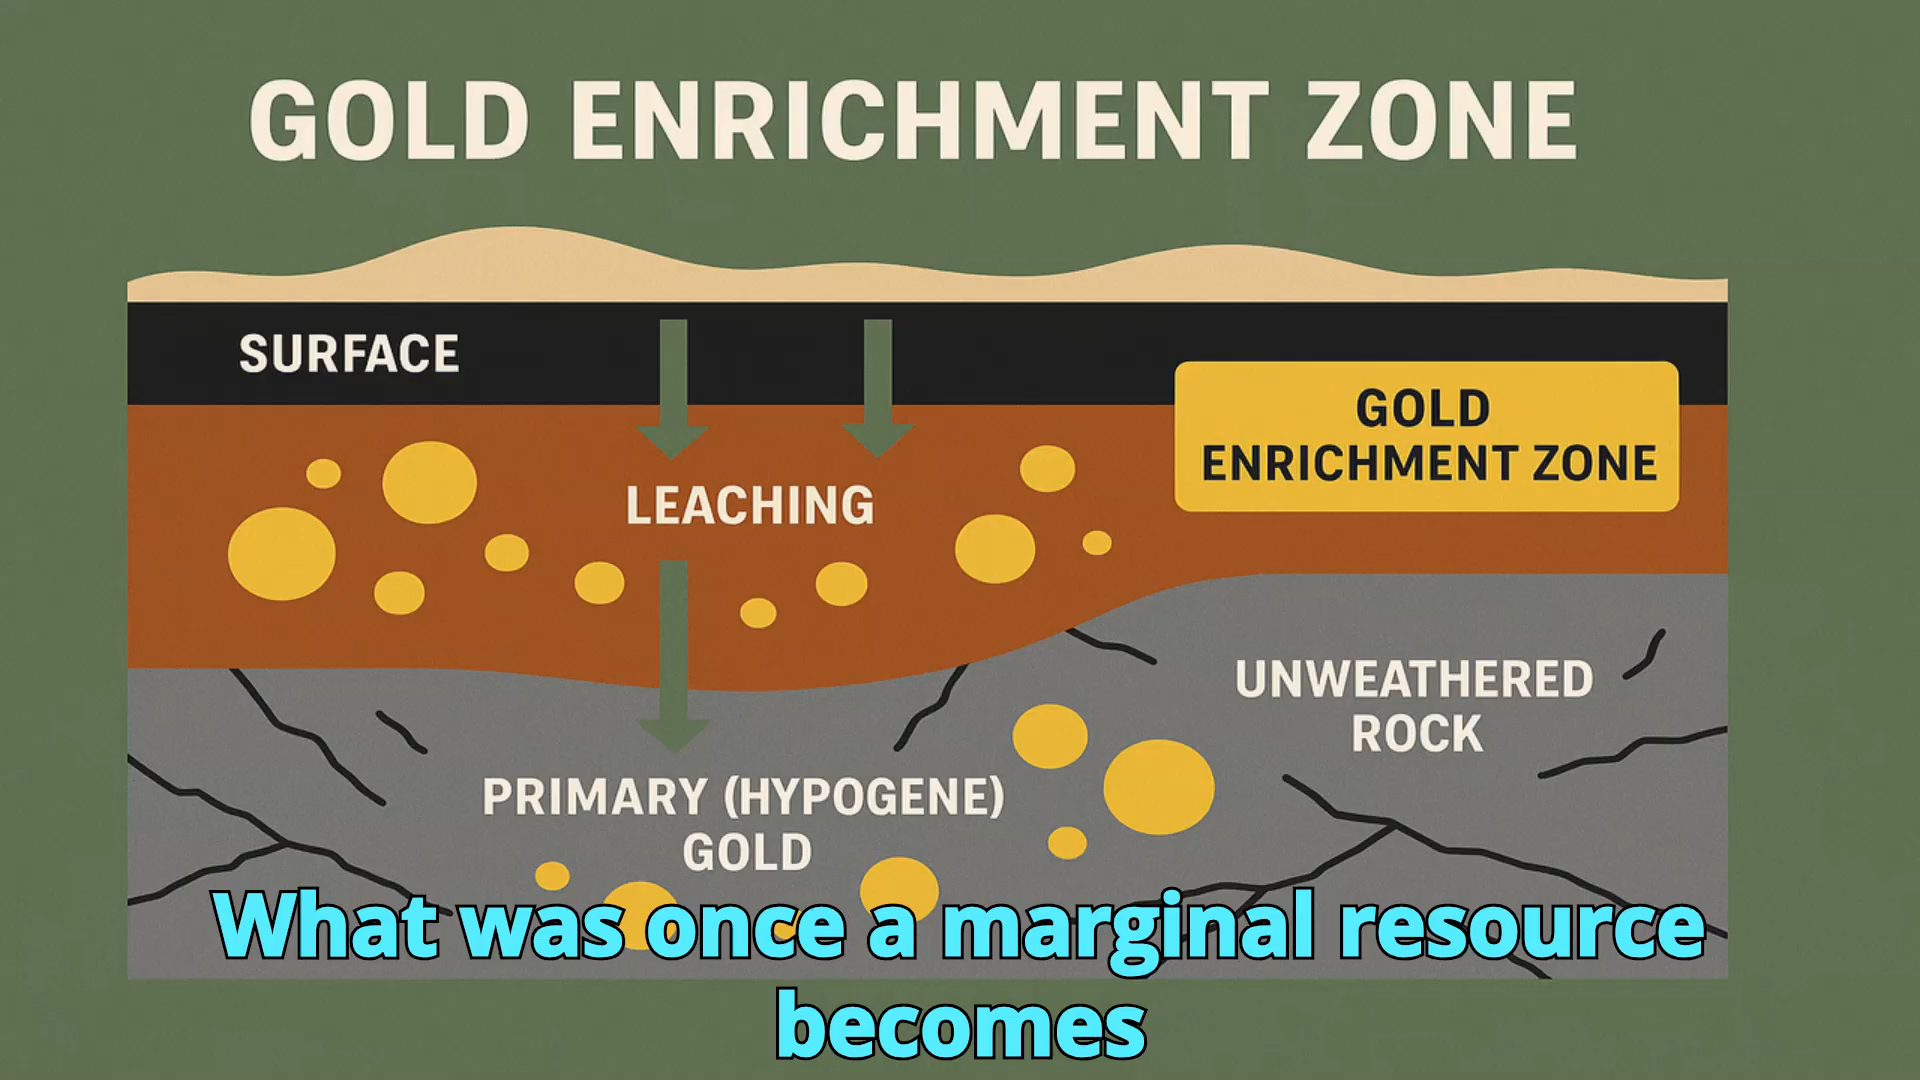 GOLD ENRICHMENT ZONE
SURFACE
GOLD
ENRICHMENT ZONE
LEACHING
UNWEATHERED
ROCK
PRIMARY (HYPOGENE)
GOLD
What was once a marginal resource
becomes